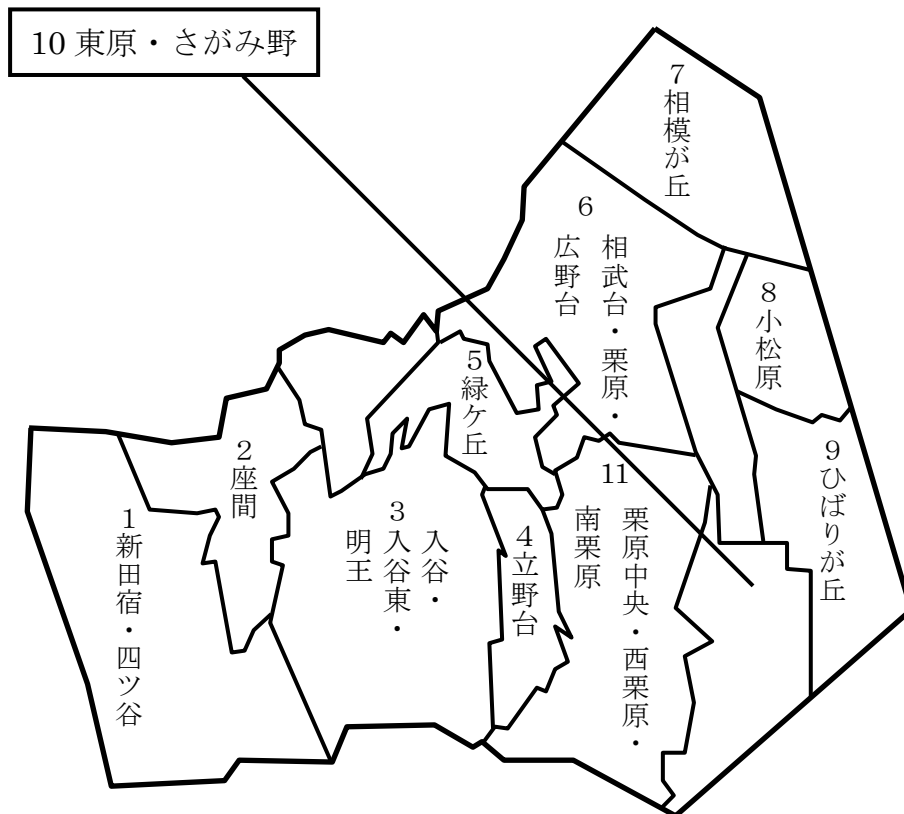 10 東原・さがみ野
7 相模が丘
6
相武台・栗原・
広野台
8 小松原
5 緑ケ丘
9 ひばりが丘
2 座間
11
栗原中央・西栗原・
南栗原
1 新田宿・四ツ谷
3
入谷・
入谷東・
明王
4 立野台